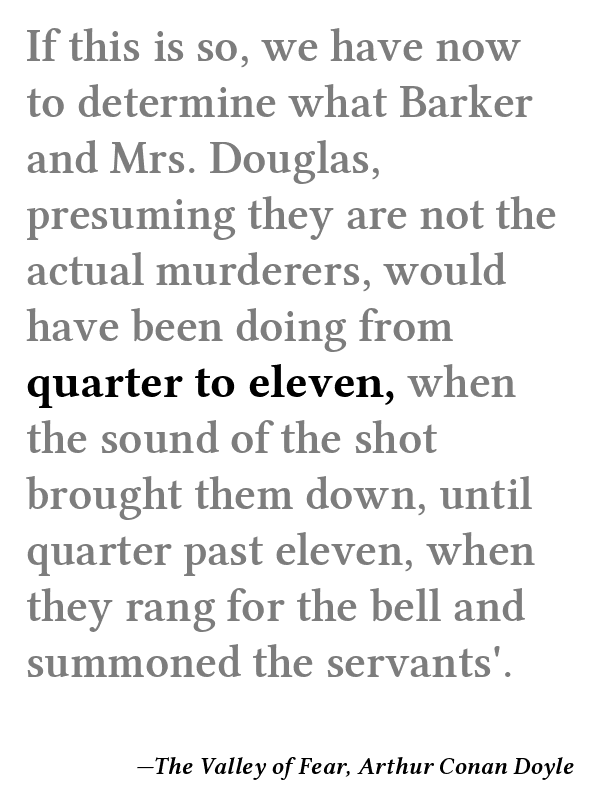 If this is so, we have now
to determine what Barker
and Mrs. Douglas,
presuming they are not the
actual murderers, would
have been doing from
quarter to eleven, when
the sound of the shot
brought them down, until
quarter past eleven, when
they rang for the bell and
summoned the servants'.
—The Valley of Fear, Arthur Conan Doyle